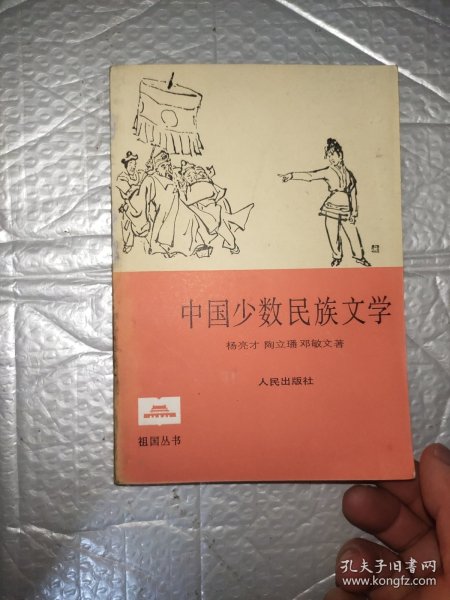 中国少数民族文学
杨亮才 陶立璠 邓敏文著
人民出版社
祖国丛书
孔夫子旧书网
www.kongfz.com